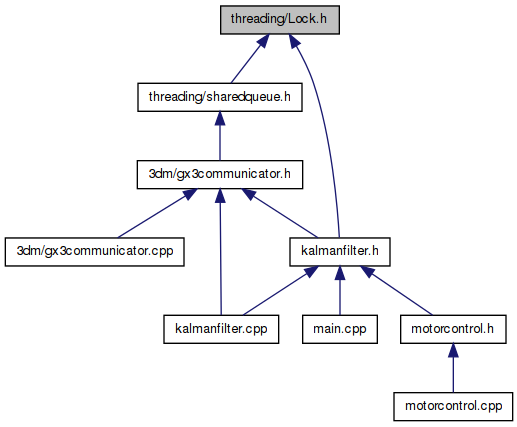 threading/Lock.h
threading/sharedqueue.h
3dm/gx3communicator.h
3dm/gx3communicator.cpp
kalmanfilter.h
kalmanfilter.cpp
main.cpp
motorcontrol.h
motorcontrol.cpp